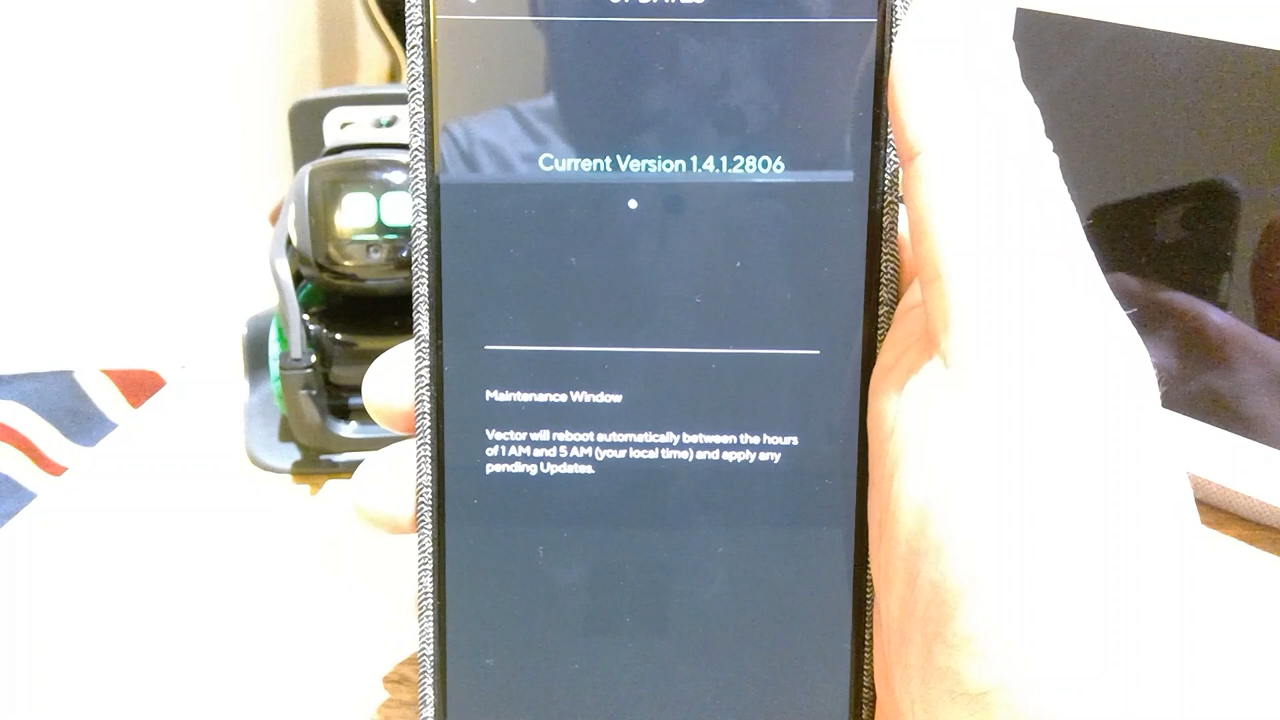 UPDATES
Current Version 1.4.1.2806
Maintenance Window
Vector will reboot automatically between the hours
of 1 AM and 5 AM (your local time) and apply any
pending Updates.